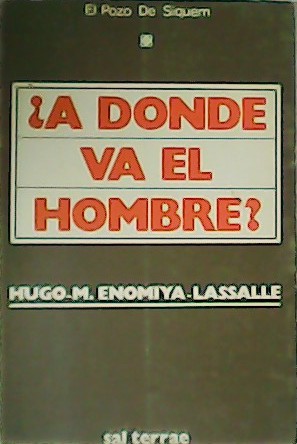 El Pozo De Siquem
¿A DONDE
VA EL
HOMBRE?
HUGO-M. ENOMIYA-LASSALLE
sal terrae